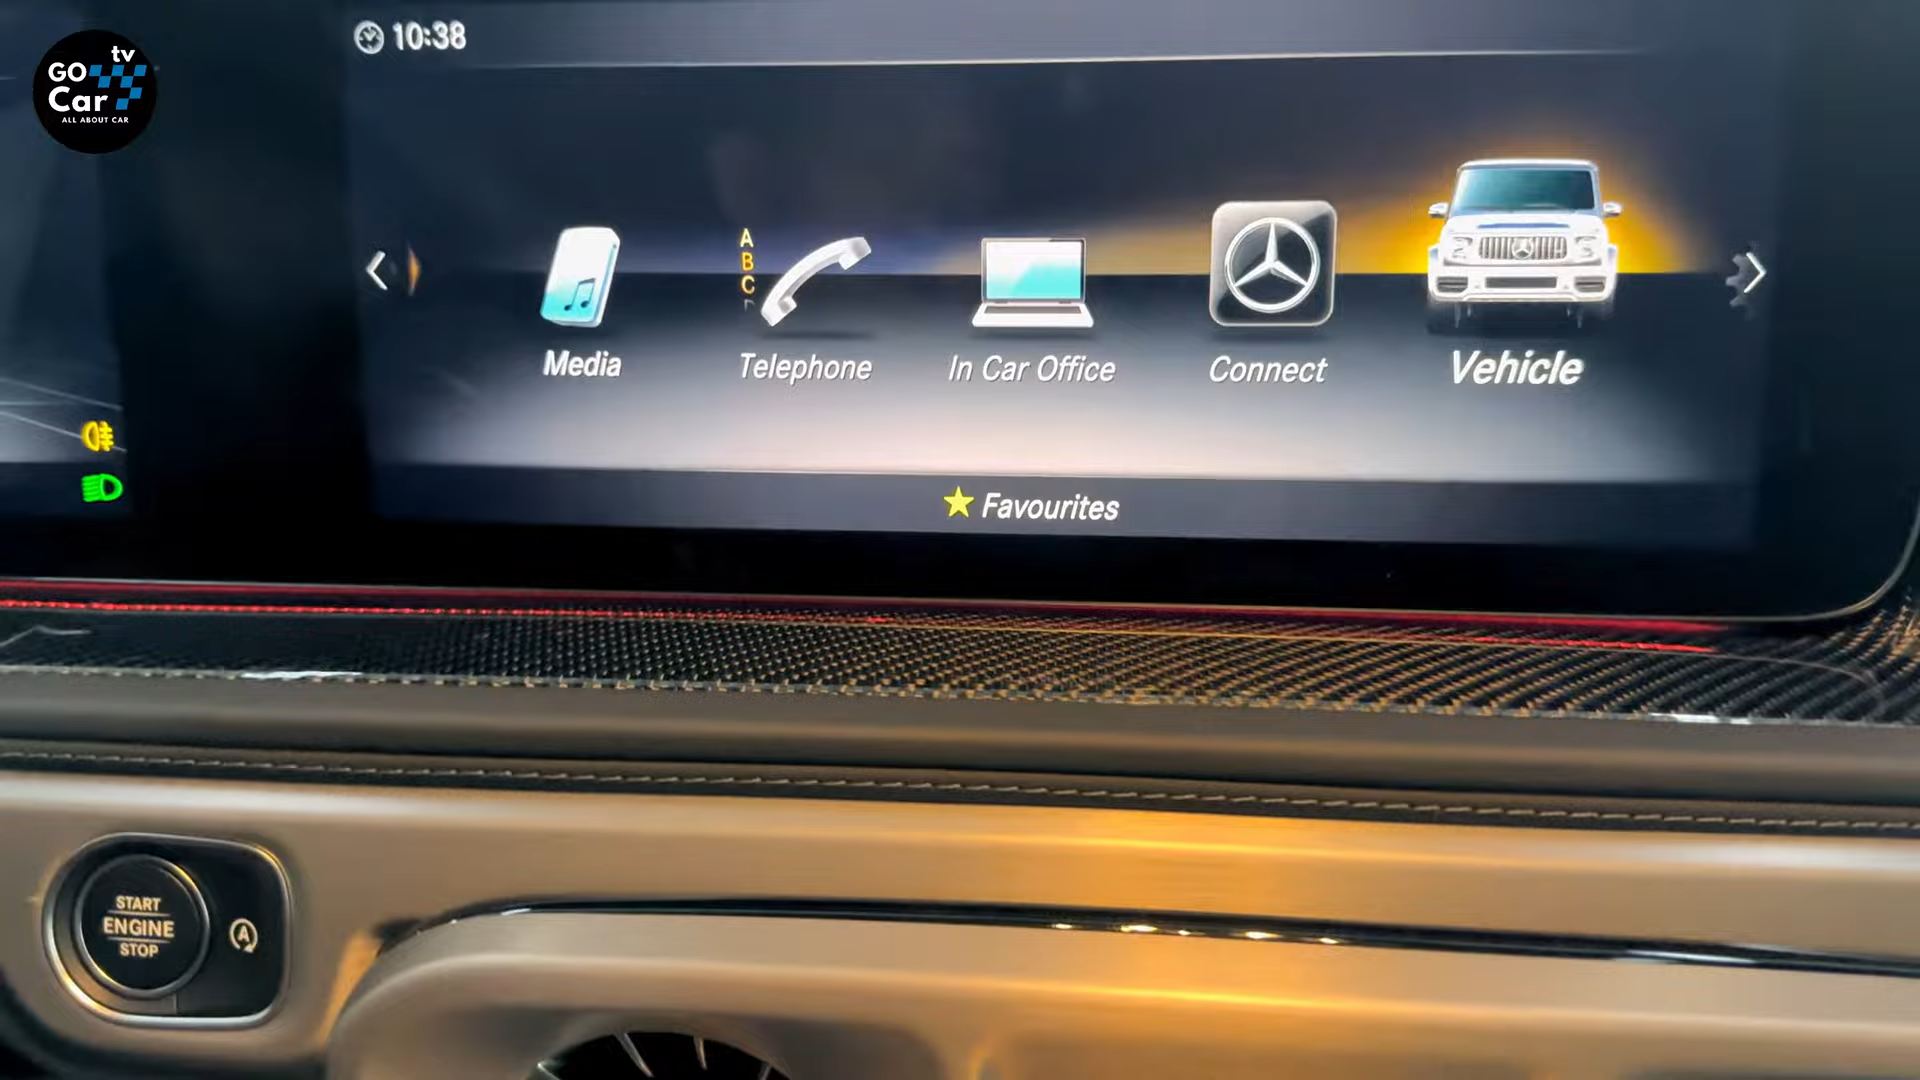 GO tv
Car
ALL ABOUT CAR
10:38
A
B
C
Media
Telephone
In Car Office
Connect
Vehicle
Favourites
START
ENGINE
STOP
A